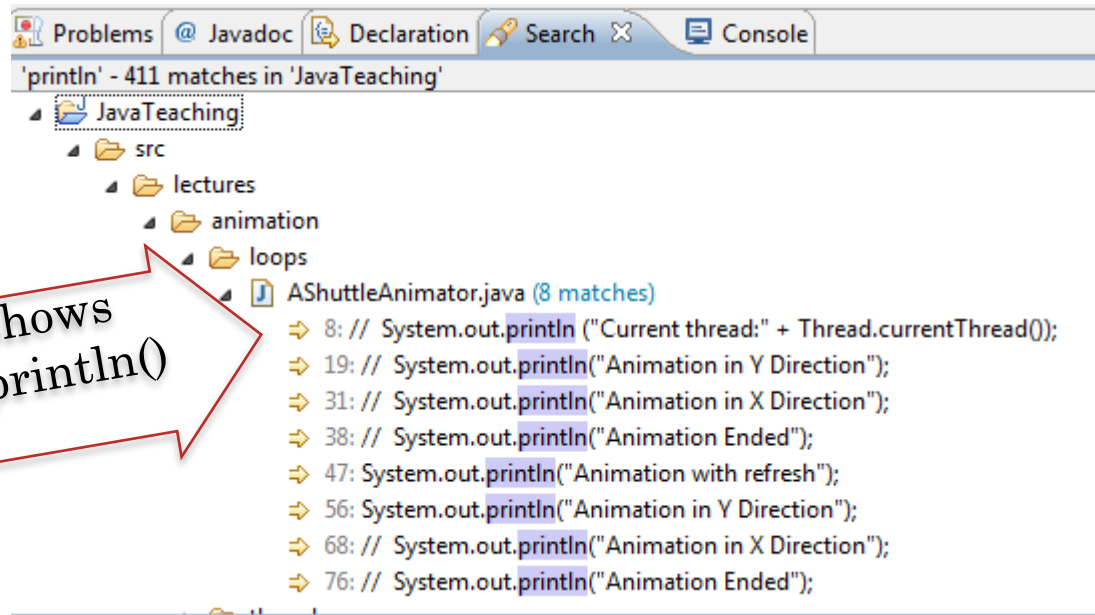 Problems @ Javadoc Declaration Search Console
'println' - 411 matches in 'JavaTeaching'
JavaTeaching
src
lectures
animation
loops
AShuttleAnimator.java (8 matches)
8: // System.out.println ("Current thread:" + Thread.currentThread());
19: // System.out.println("Animation in Y Direction");
31: // System.out.println("Animation in X Direction");
38: // System.out.println("Animation Ended");
47: System.out.println("Animation with refresh");
56: System.out.println("Animation in Y Direction");
68: // System.out.println("Animation in X Direction");
76: // System.out.println("Animation Ended");
hows
println()